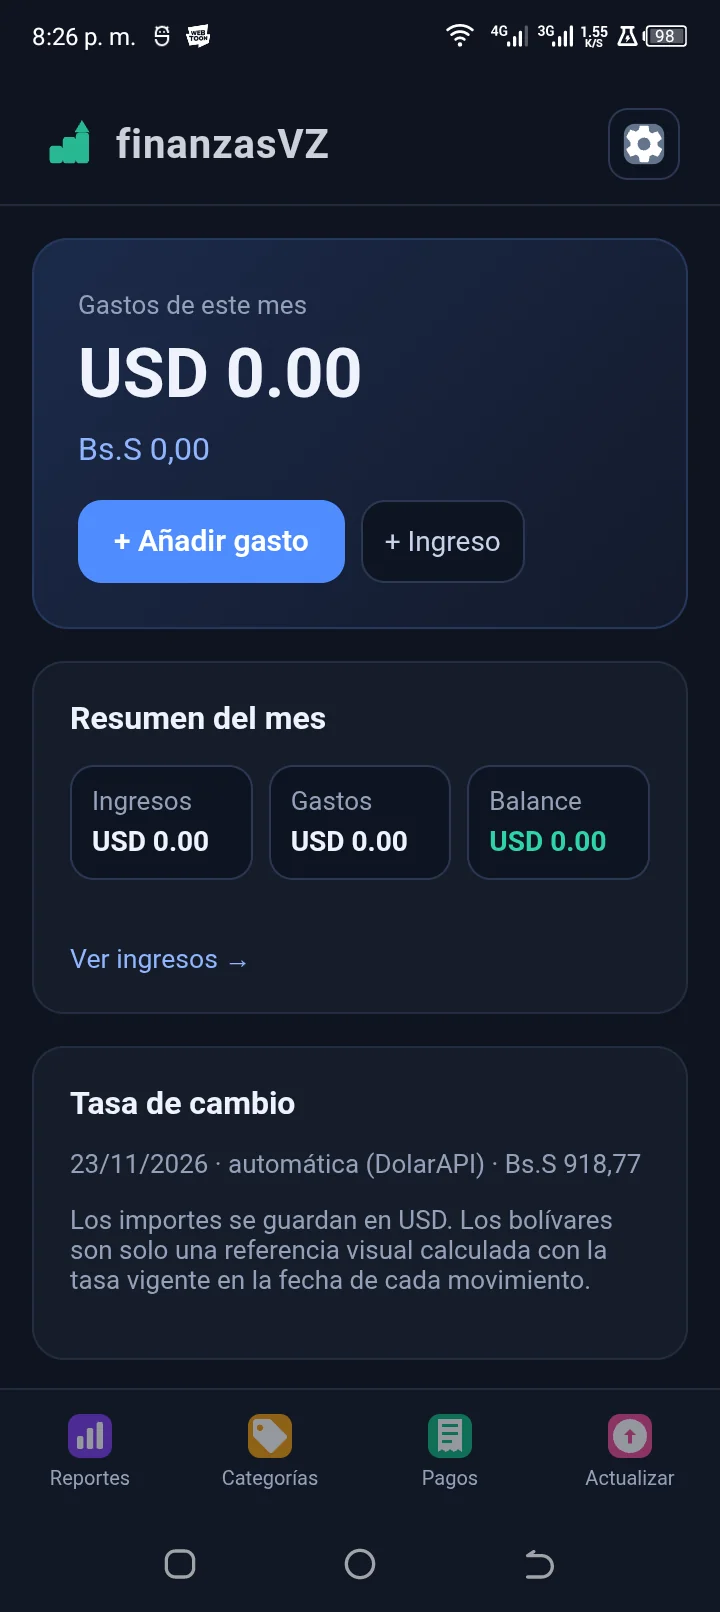 8:26 p. m.
WEB
TOON
4G
3G
1.55
K/S
98
finanzasVZ
Gastos de este mes
USD 0.00
Bs.S 0,00
+ Añadir gasto
+ Ingreso
Resumen del mes
Ingresos
USD 0.00
Gastos
USD 0.00
Balance
USD 0.00
Ver ingresos →
Tasa de cambio
23/11/2026 · automática (DolarAPI) · Bs.S 918,77
Los importes se guardan en USD. Los bolívares
son solo una referencia visual calculada con la
tasa vigente en la fecha de cada movimiento.
Reportes
Categorías
Pagos
Actualizar